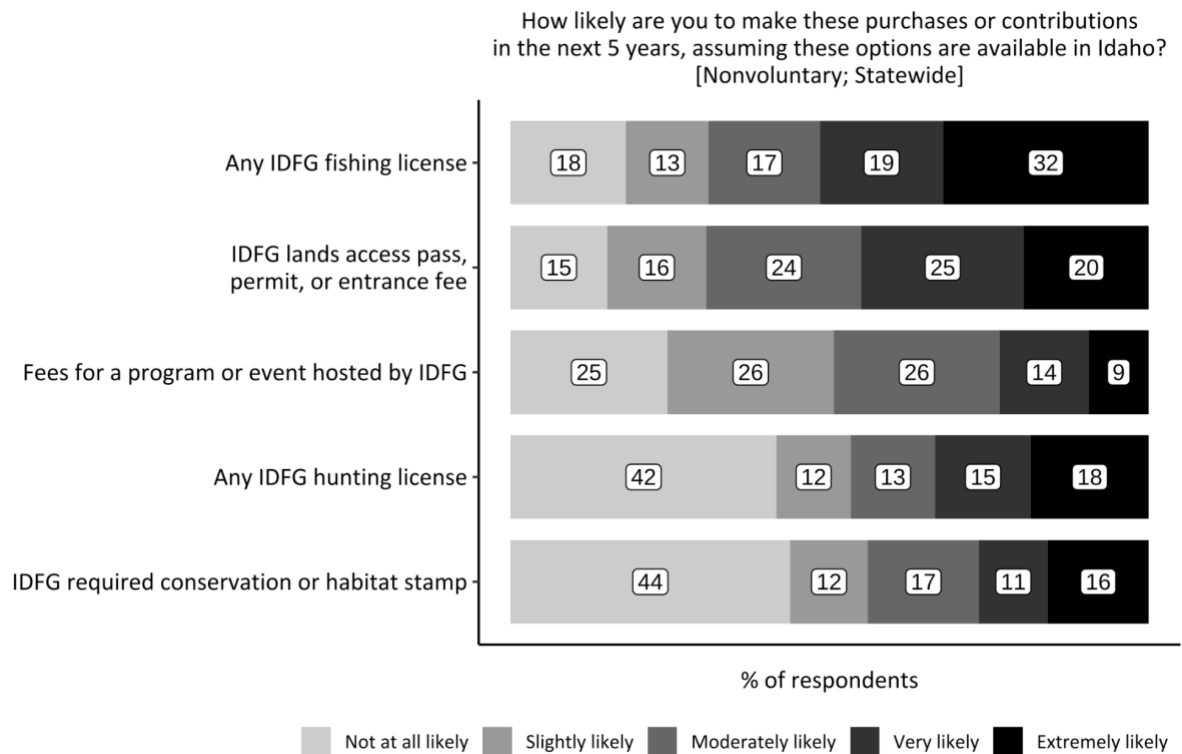 How likely are you to make these purchases or contributions
in the next 5 years, assuming these options are available in Idaho?
[Nonvoluntary; Statewide]
Any IDFG fishing license
18 13 17 19 32
IDFG lands access pass,
permit, or entrance fee
15 16 24 25 20
Fees for a program or event hosted by IDFG
25 26 26 14 9
Any IDFG hunting license
42 12 13 15 18
IDFG required conservation or habitat stamp
44 12 17 11 16
% of respondents
Not at all likely Slightly likely Moderately likely Very likely Extremely likely